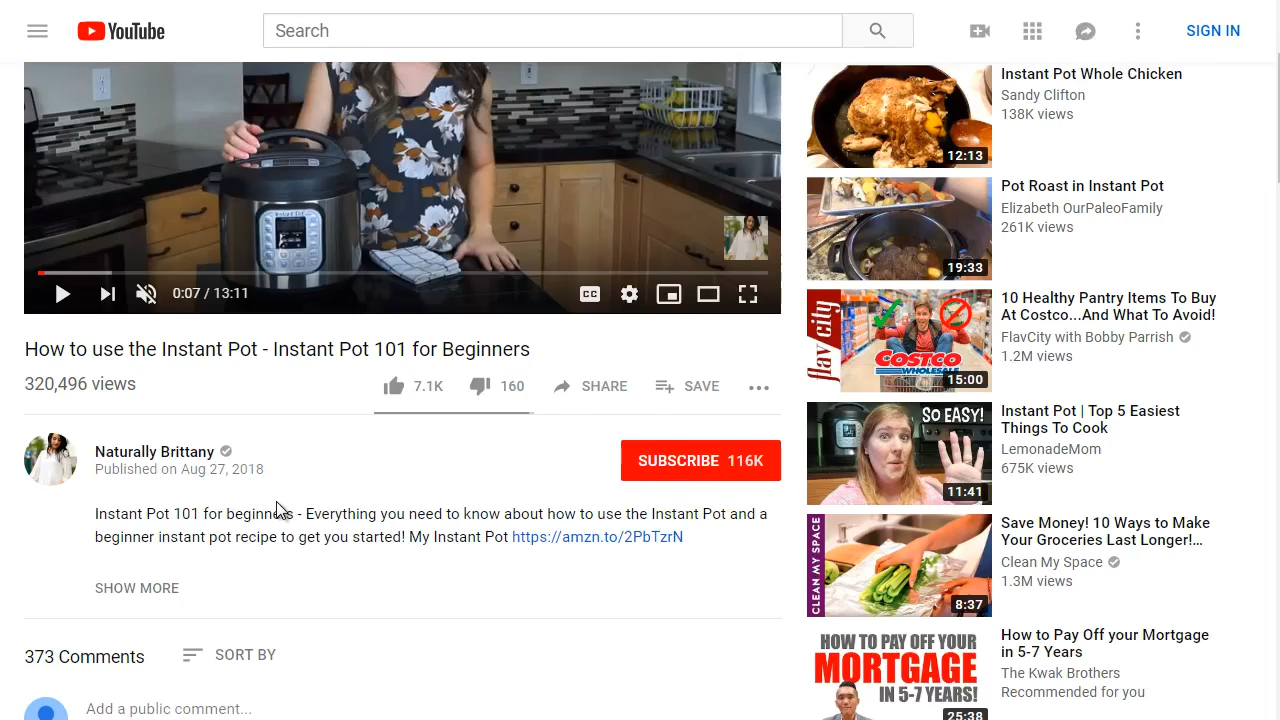 YouTube
Search
SIGN IN
Instant Pot
0:07 / 13:11
CC
How to use the Instant Pot - Instant Pot 101 for Beginners
320,496 views
7.1K
160
SHARE
SAVE
Naturally Brittany
Published on Aug 27, 2018
SUBSCRIBE 116K
Instant Pot 101 for beginners - Everything you need to know about how to use the Instant Pot and a
beginner instant pot recipe to get you started! My Instant Pot https://amzn.to/2PbTzrN
SHOW MORE
373 Comments
SORT BY
Add a public comment...
12:13
Instant Pot Whole Chicken
Sandy Clifton
138K views
19:33
Pot Roast in Instant Pot
Elizabeth OurPaleoFamily
261K views
flav city
COSTCO
WHOLESALE
15:00
10 Healthy Pantry Items To Buy
At Costco...And What To Avoid!
FlavCity with Bobby Parrish
1.2M views
SO EASY!
11:41
Instant Pot | Top 5 Easiest
Things To Cook
LemonadeMom
675K views
CLEAN MY SPACE
8:37
Save Money! 10 Ways to Make
Your Groceries Last Longer!...
Clean My Space
1.3M views
HOW TO PAY OFF YOUR
MORTGAGE
IN 5-7 YEARS!
25:38
How to Pay Off your Mortgage
in 5-7 Years
The Kwak Brothers
Recommended for you